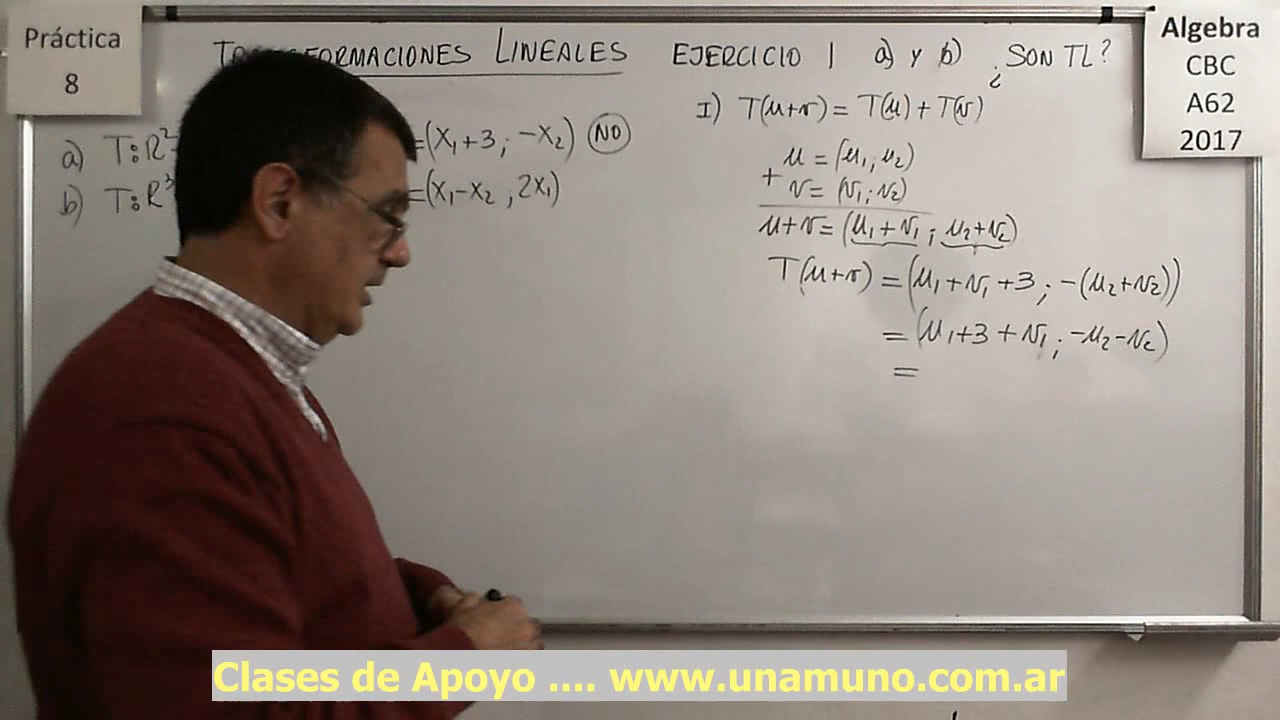 Práctica
8
LINEALES EJERCICIO 1 a) y b) ¿SON TL?
Algebra
CBC
A62
2017
a) T:R² =(x₁+3; -x₂) NO
b) T:R³ =(x₁-x₂, 2x₁)
I) T(u+v) = T(u) + T(v)
u = (u₁; u₂)
+ v = (v₁; v₂)
u+v = (u₁+v₁; u₂+v₂)
T(u+v) = (u₁+v₁+3; -(u₂+v₂))
= (u₁+3+v₁; -u₂-v₂)
=
Clases de Apoyo .... www.unamuno.com.ar